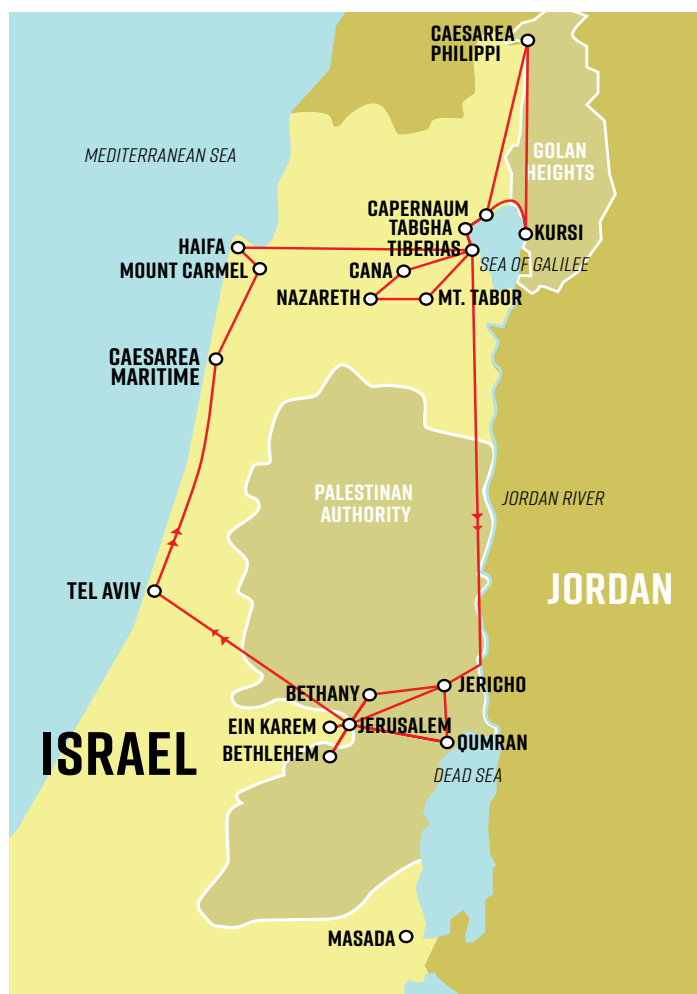 CAESAREA
PHILIPPI
MEDITERRANEAN SEA
GOLAN
HEIGHTS
CAPERNAUM
TABGHA
TIBERIAS
KURSI
HAIFA
SEA OF GALILEE
MOUNT CARMEL
CANA
NAZARETH
MT. TABOR
CAESAREA
MARITIME
PALESTINAN
AUTHORITY
JORDAN RIVER
TEL AVIV
JORDAN
JERICHO
BETHANY
EIN KAREM
JERUSALEM
ISRAEL
QUMRAN
BETHLEHEM
DEAD SEA
MASADA